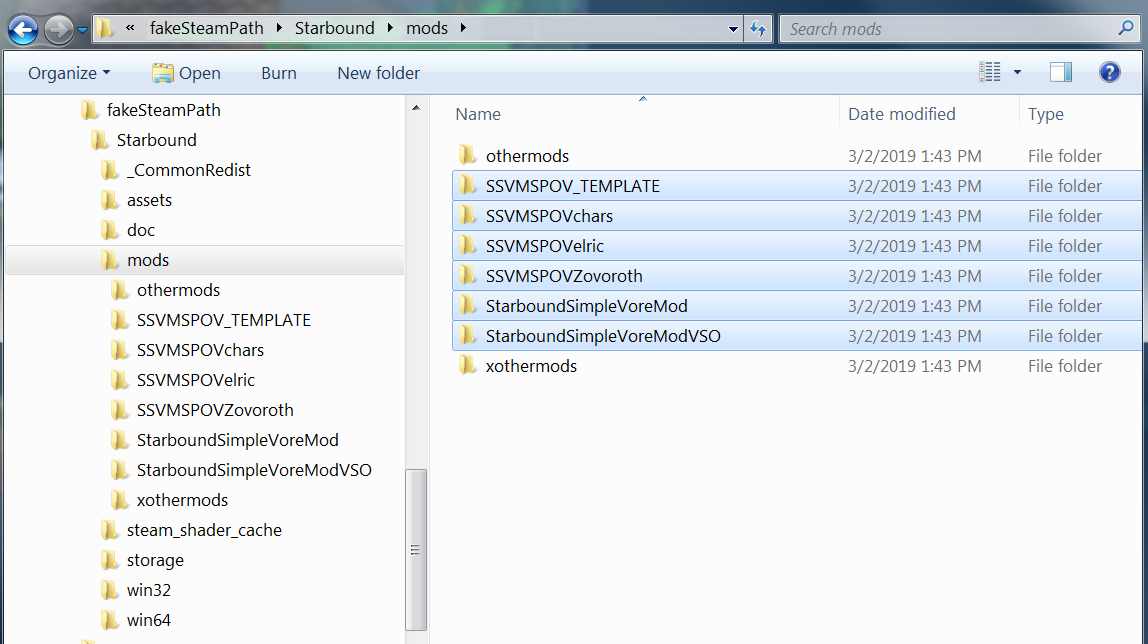 « fakeSteamPath Starbound mods
Search mods
Organize Open Burn New folder
fakeSteamPath
Starbound
_CommonRedist
assets
doc
mods
othermods
SSVMSPOV_TEMPLATE
SSVMSPOVchars
SSVMSPOVelric
SSVMSPOVZovoroth
StarboundSimpleVoreMod
StarboundSimpleVoreModVSO
xothermods
steam_shader_cache
storage
win32
win64
Name Date modified Type
othermods 3/2/2019 1:43 PM File folder
SSVMSPOV_TEMPLATE 3/2/2019 1:43 PM File folder
SSVMSPOVchars 3/2/2019 1:43 PM File folder
SSVMSPOVelric 3/2/2019 1:43 PM File folder
SSVMSPOVZovoroth 3/2/2019 1:43 PM File folder
StarboundSimpleVoreMod 3/2/2019 1:43 PM File folder
StarboundSimpleVoreModVSO 3/2/2019 1:43 PM File folder
xothermods 3/2/2019 1:43 PM File folder